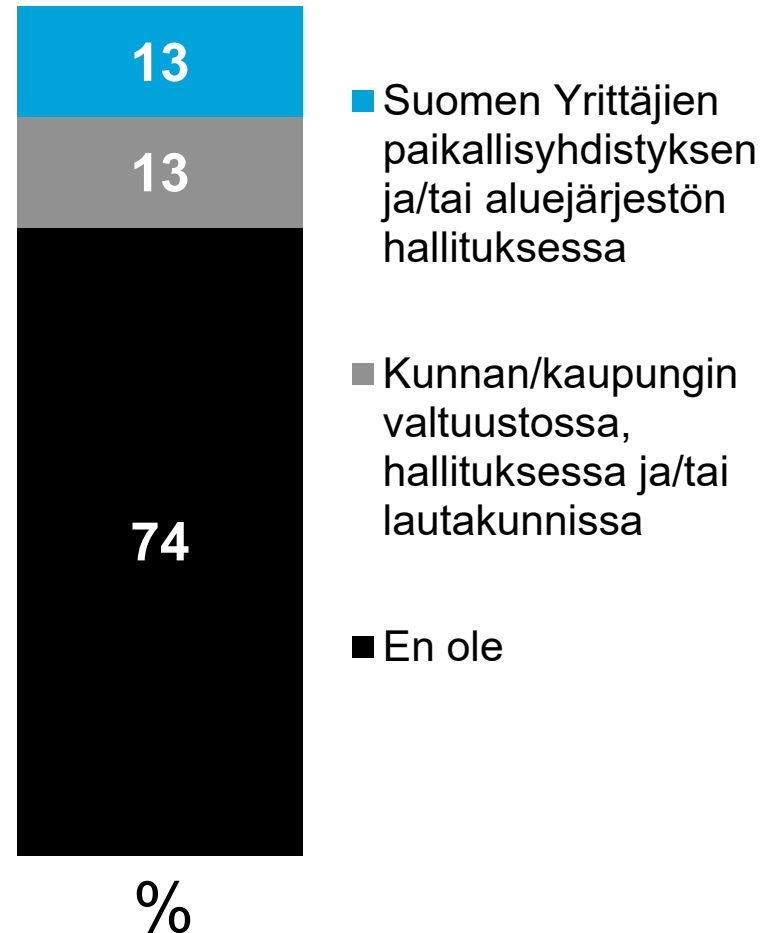 13
13
74
%
Suomen Yrittäjien
paikallisyhdistyksen
ja/tai aluejärjestön
hallituksessa
Kunnan/kaupungin
valtuustossa,
hallituksessa ja/tai
lautakunnissa
En ole